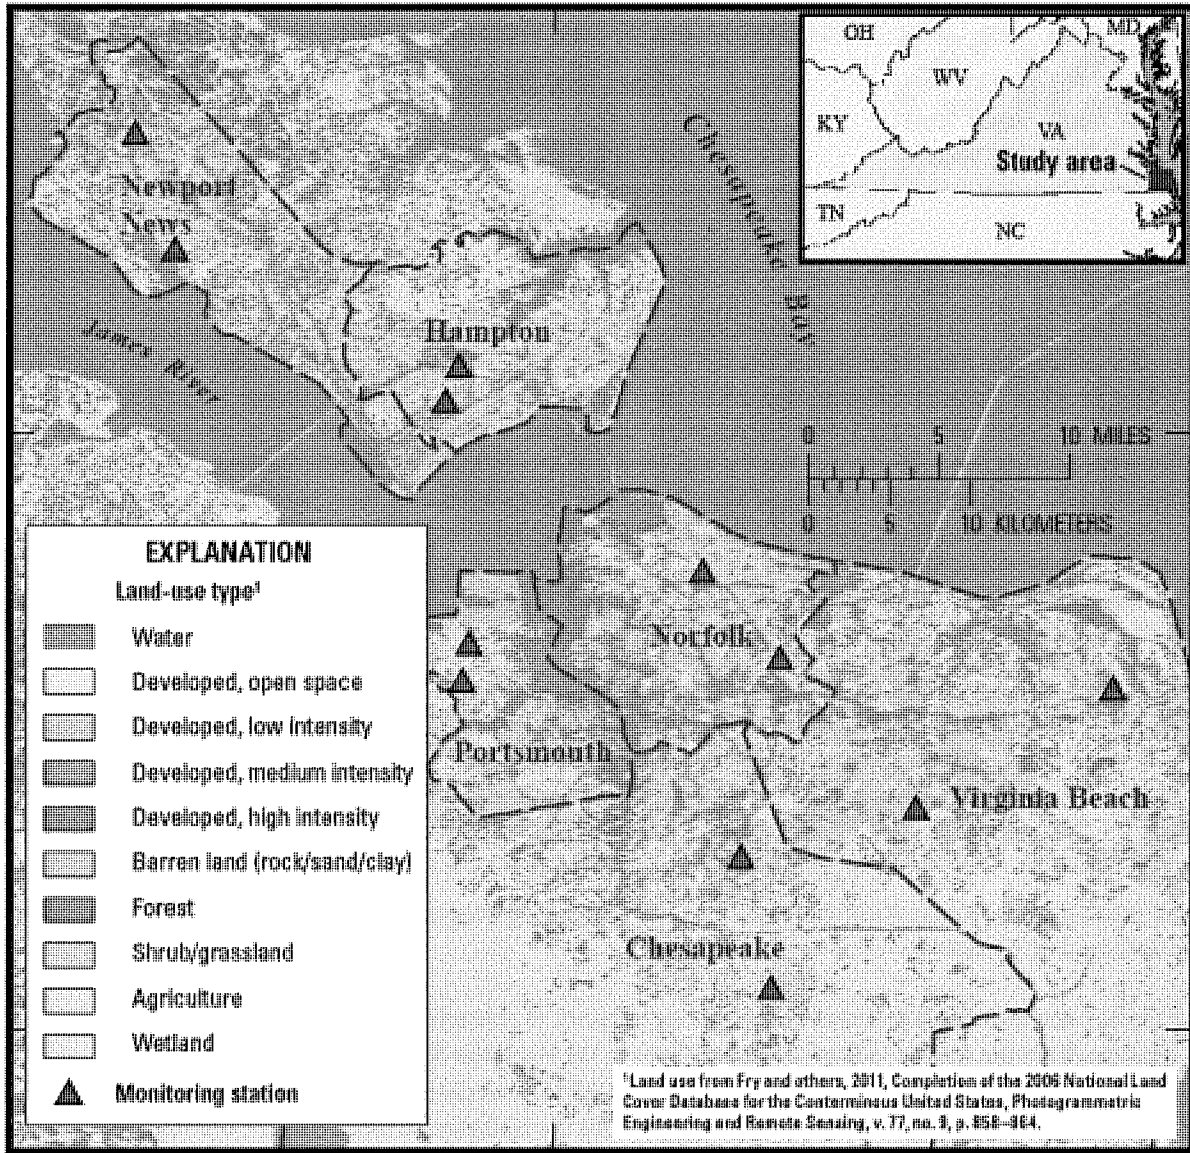 OH
MD
WV
KY
VA
Study area
TN
NC
Chesapeake Bay
Newport
News
James River
Hampton
0 5 10 MILES
0 5 10 KILOMETERS
Norfolk
Portsmouth
Virginia Beach
Chesapeake
EXPLANATION
Land-use type¹
Water
Developed, open space
Developed, low intensity
Developed, medium intensity
Developed, high intensity
Barren land (rock/sand/clay)
Forest
Shrub/grassland
Agriculture
Wetland
Monitoring station
¹Land use from Fry and others, 2011, Completion of the 2006 National Land
Cover Database for the Conterminous United States, Photogrammetric
Engineering and Remote Sensing, v. 77, no. 9, p. 858–864.